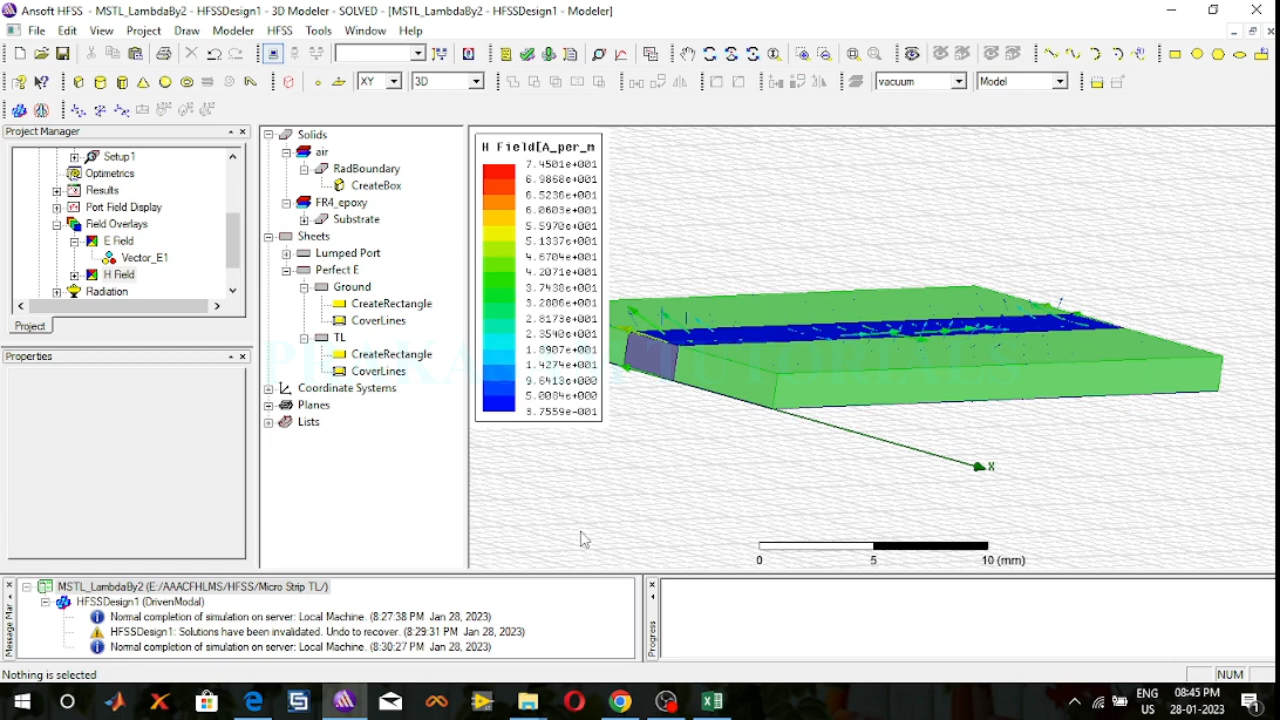 Ansoft HFSS - MSTL_LambdaBy2 - HFSSDesign1 - 3D Modeler - SOLVED - [MSTL_LambdaBy2 - HFSSDesign1 - Modeler]
File Edit View Project Draw Modeler HFSS Tools Window Help
XY 3D vacuum Model
Project Manager
Setup1
Optimetrics
Results
Port Field Display
Field Overlays
E Field
Vector_E1
H Field
Radiation
Project
Properties
Solids
air
RadBoundary
CreateBox
FR4_epoxy
Substrate
Sheets
Lumped Port
Perfect E
Ground
CreateRectangle
CoverLines
TL
CreateRectangle
CoverLines
Coordinate Systems
Planes
Lists
H Field[A_per_m
7.4501e+001
6.9868e+001
6.5236e+001
6.0603e+001
5.5970e+001
5.1337e+001
4.6704e+001
4.2071e+001
3.7438e+001
3.2806e+001
2.8173e+001
2.3540e+001
1.8907e+001
1.4274e+001
9.6413e+000
5.0084e+000
3.7559e-001
X
0 5 10 (mm)
Message Mar
MSTL_LambdaBy2 (E:/AAACFHLMS/HFSS/Micro Strip TL/)
HFSSDesign1 (DrivenModal)
Normal completion of simulation on server: Local Machine. (8:27:38 PM Jan 28, 2023)
HFSSDesign1: Solutions have been invalidated. Undo to recover. (8:29:31 PM Jan 28, 2023)
Normal completion of simulation on server: Local Machine. (8:30:27 PM Jan 28, 2023)
Progress
Nothing is selected
NUM
ENG
US
08:45 PM
28-01-2023
1